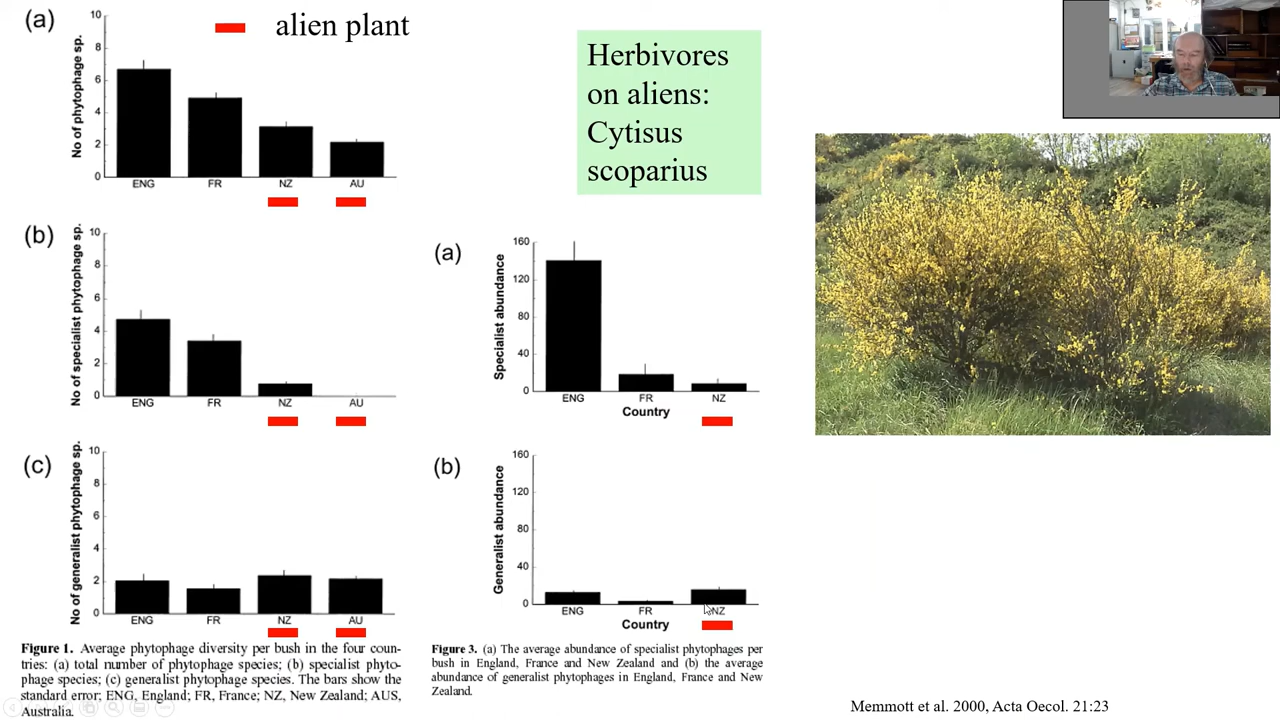 (a)
alien plant
No of phytophage sp.
10
8
6
4
2
0
ENG FR NZ AU
Herbivores
on aliens:
Cytisus
scoparius
(b)
No of specialist phytophage sp.
10
8
6
4
2
0
ENG FR NZ AU
(c)
No of generalist phytophage sp.
10
8
6
4
2
0
ENG FR NZ AU
Figure 1. Average phytophage diversity per bush in the four coun-
tries: (a) total number of phytophage species; (b) specialist phyto-
phage species; (c) generalist phytophage species. The bars show the
standard error; ENG, England; FR, France; NZ, New Zealand; AUS,
Australia.
(a)
Specialist abundance
160
120
80
40
0
ENG FR NZ
Country
(b)
Generalist abundance
160
120
80
40
0
ENG FR NZ
Country
Figure 3. (a) The average abundance of specialist phytophages per
bush in England, France and New Zealand and (b) the average
abundance of generalist phytophages in England, France and New
Zealand.
Memmott et al. 2000, Acta Oecol. 21:23